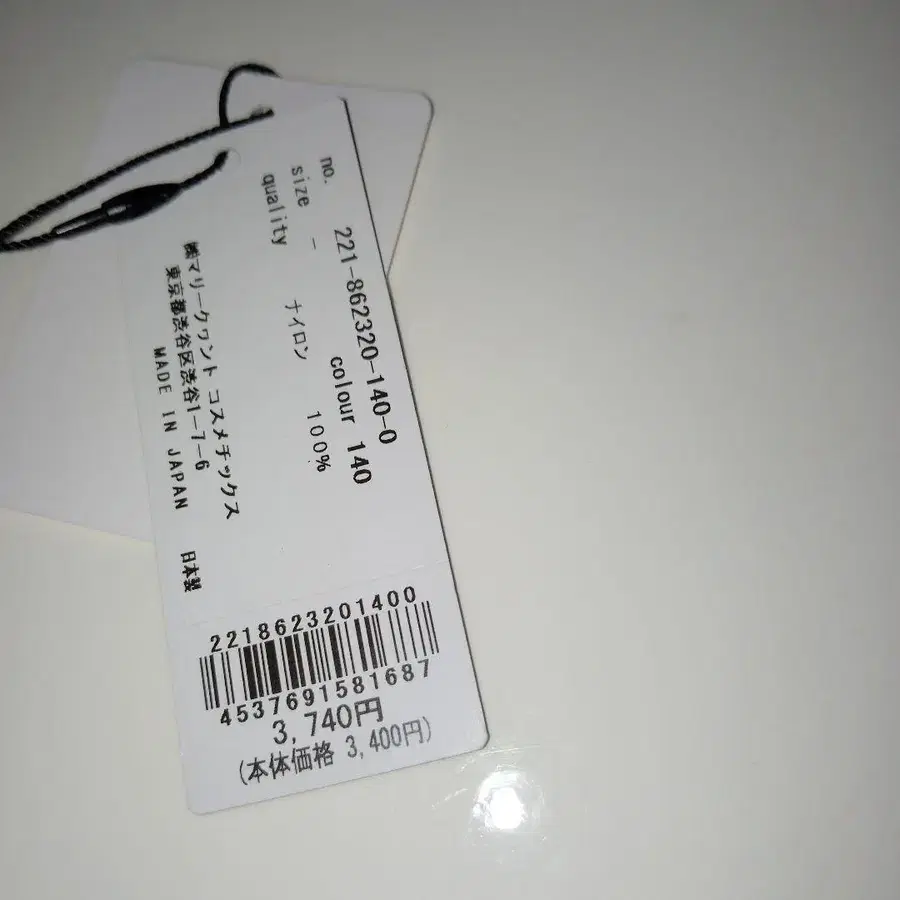 no. 221-862320-140-0
size - colour 140
quality ナイロン 100%
㈱マリークヮント コスメチックス
東京都渋谷区渋谷1-7-6
MADE IN JAPAN 日本製
2218623201400
4537691581687
3,740円
(本体価格 3,400円)